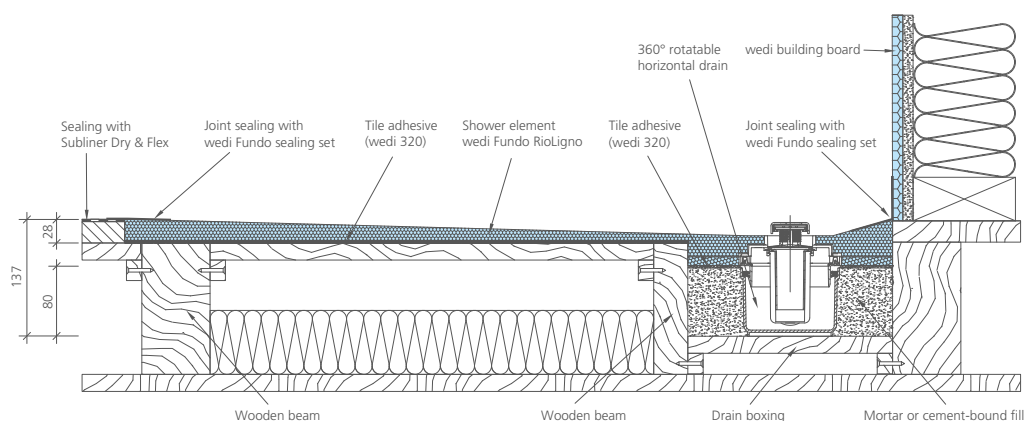 360° rotatable
horizontal drain
wedi building board
Sealing with
Subliner Dry & Flex
Joint sealing with
wedi Fundo sealing set
Tile adhesive
(wedi 320)
Shower element
wedi Fundo RioLigno
Tile adhesive
(wedi 320)
Joint sealing with
wedi Fundo sealing set
28
137
80
Wooden beam
Wooden beam
Drain boxing
Mortar or cement-bound fill